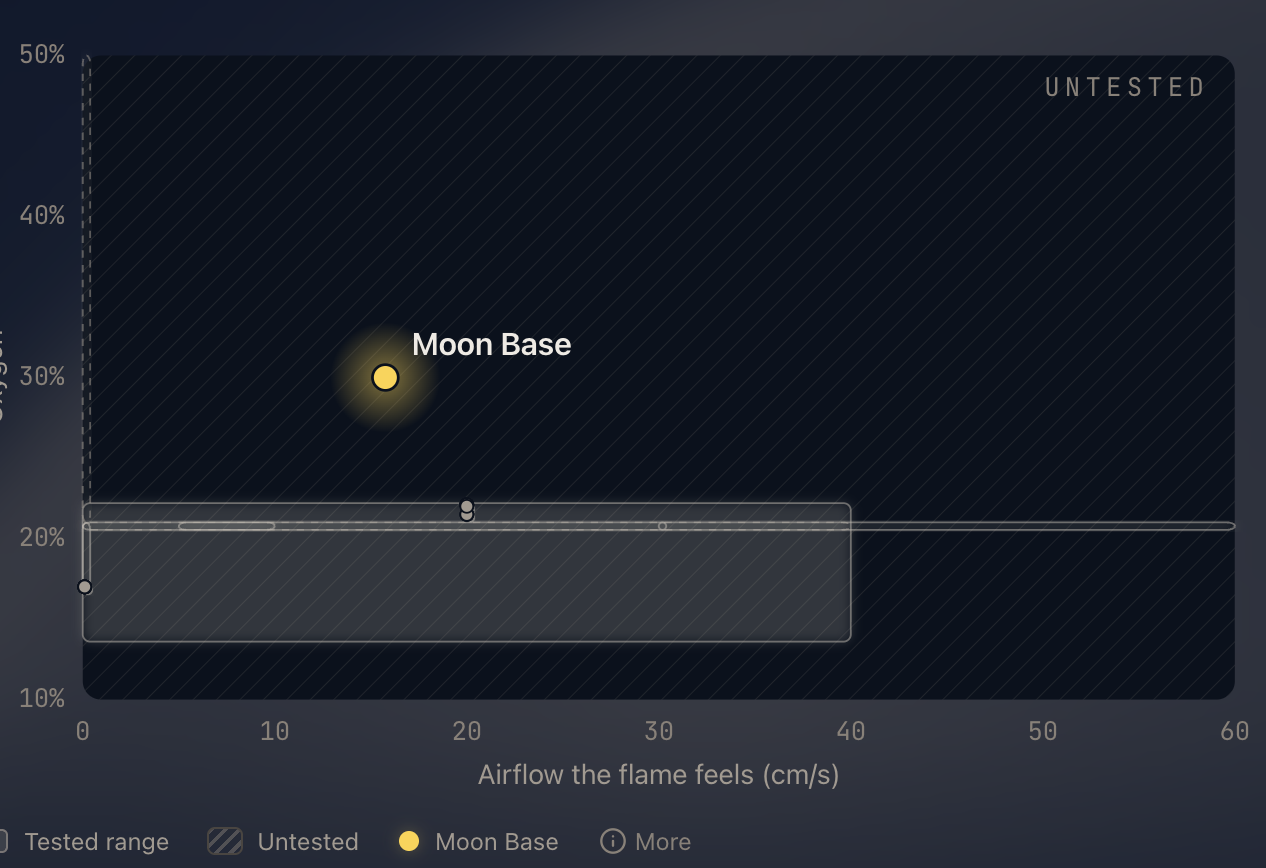 50%
UNTESTED
40%
Moon Base
30%
20%
10%
0 10 20 30 40 50 60
Airflow the flame feels (cm/s)
Tested range Untested Moon Base More